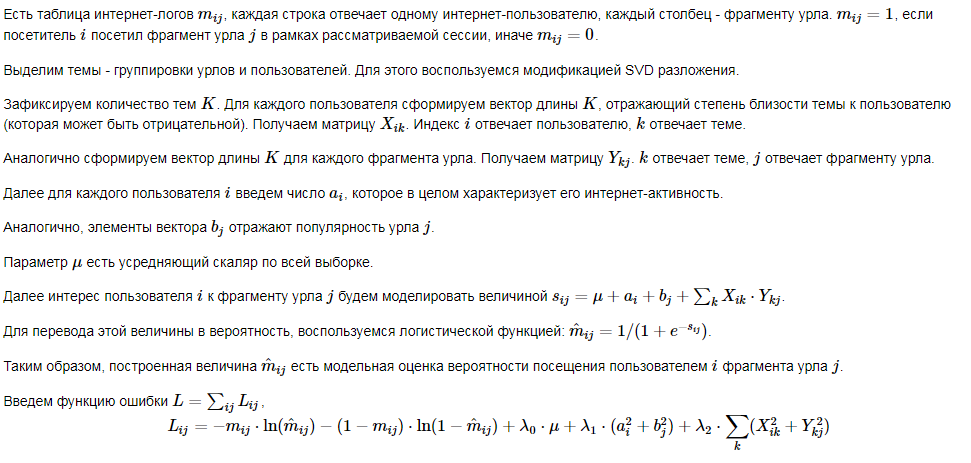 Есть таблица интернет-логов $m_{ij}$, каждая строка отвечает одному интернет-пользователю, каждый столбец - фрагменту урла. $m_{ij} = 1$, если
посетитель $i$ посетил фрагмент урла $j$ в рамках рассматриваемой сессии, иначе $m_{ij} = 0$.
Выделим темы - группировки урлов и пользователей. Для этого воспользуемся модификацией SVD разложения.
Зафиксируем количество тем $K$. Для каждого пользователя сформируем вектор длины $K$, отражающий степень близости темы к пользователю
(которая может быть отрицательной). Получаем матрицу $X_{ik}$. Индекс $i$ отвечает пользователю, $k$ отвечает теме.
Аналогично сформируем вектор длины $K$ для каждого фрагмента урла. Получаем матрицу $Y_{kj}$. $k$ отвечает теме, $j$ отвечает фрагменту урла.
Далее для каждого пользователя $i$ введем число $a_i$, которое в целом характеризует его интернет-активность.
Аналогично, элементы вектора $b_j$ отражают популярность урла $j$.
Параметр $\mu$ есть усредняющий скаляр по всей выборке.
Далее интерес пользователя $i$ к фрагменту урла $j$ будем моделировать величиной $s_{ij} = \mu + a_i + b_j + \sum_k X_{ik} \cdot Y_{kj}$.
Для перевода этой величины в вероятность, воспользуемся логистической функцией: $\hat{m}_{ij} = 1/(1 + e^{-s_{ij}})$.
Таким образом, построенная величина $\hat{m}_{ij}$ есть модельная оценка вероятности посещения пользователем $i$ фрагмента урла $j$.
Введем функцию ошибки $L = \sum_{ij} L_{ij}$,
$L_{ij} = -m_{ij} \cdot \ln(\hat{m}_{ij}) - (1 - m_{ij}) \cdot \ln(1 - \hat{m}_{ij}) + \lambda_0 \cdot \mu + \lambda_1 \cdot (a_i^2 + b_j^2) + \lambda_2 \cdot \sum_k (X_{ik}^2 + Y_{kj}^2)$